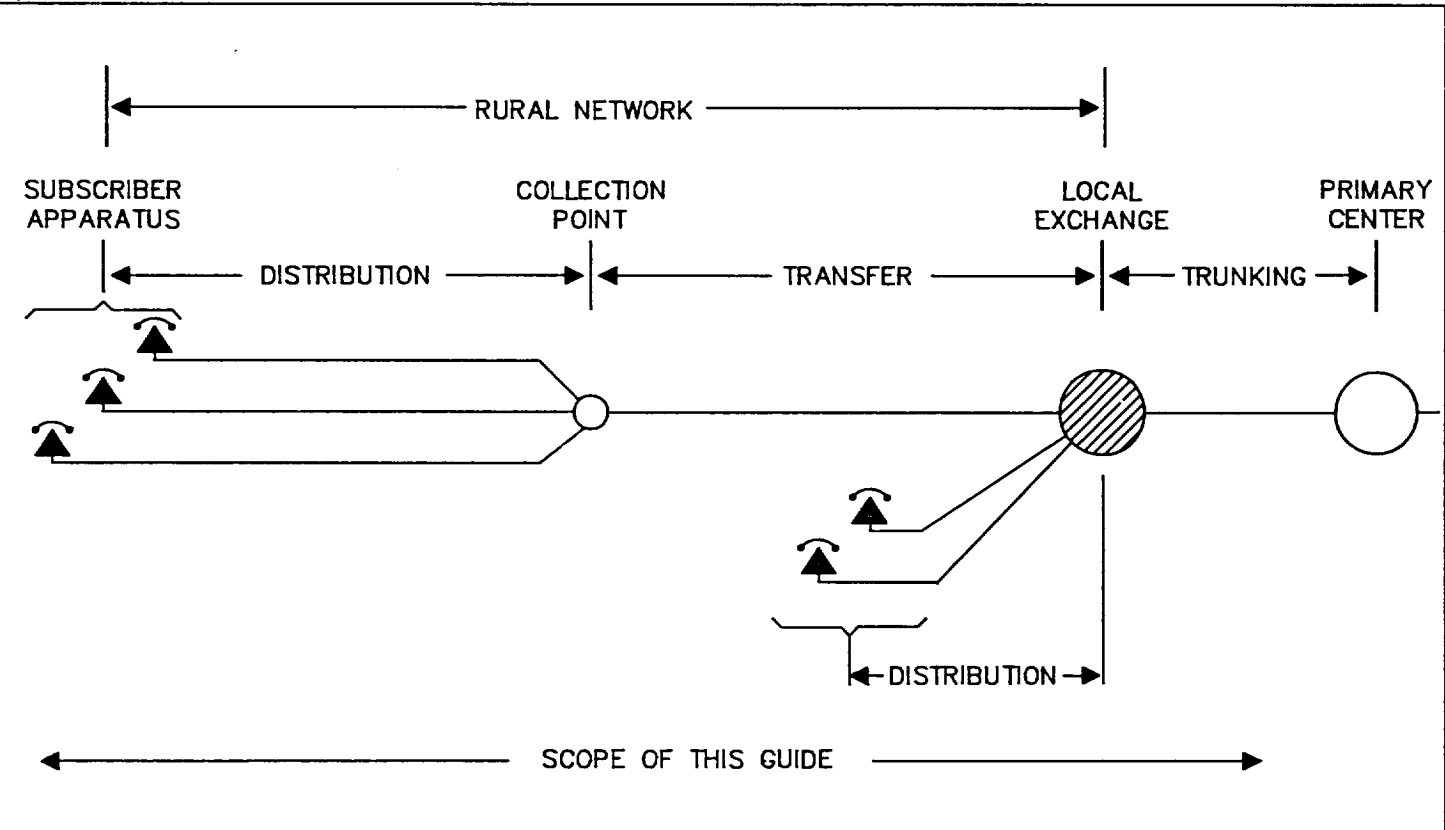 RURAL NETWORK
SUBSCRIBER
APPARATUS
COLLECTION
POINT
LOCAL
EXCHANGE
PRIMARY
CENTER
DISTRIBUTION
TRANSFER
TRUNKING
DISTRIBUTION
SCOPE OF THIS GUIDE